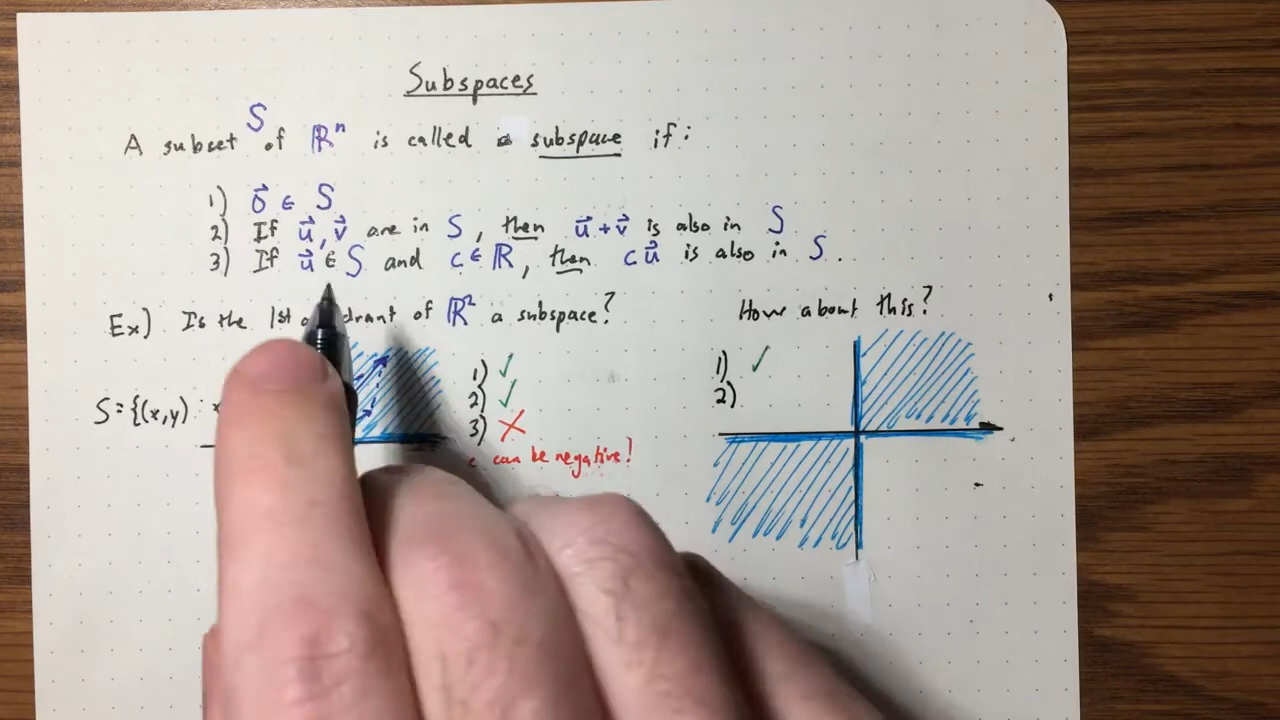 Subspaces
A subset S of ℝⁿ is called a subspace if:
1) 0⃗ ∈ S
2) If u⃗, v⃗ are in S, then u⃗+v⃗ is also in S
3) If u⃗ ∈ S and c ∈ ℝ, then cu⃗ is also in S.
Ex) Is the 1st of ℝ² a subspace?
How about this?
S={(x,y)
1) ✓
2) ✓
3) ✗
can be negative!
1) ✓
2)